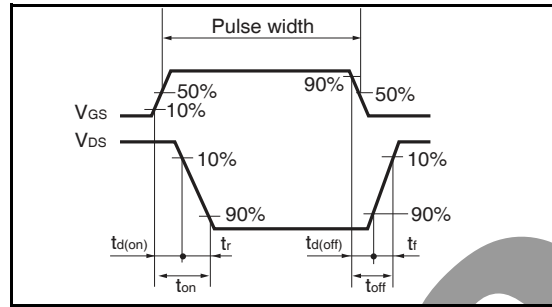 Pulse width
90%
50%
50%
10%
VGS
VDS
10%
10%
90%
90%
td(on)
tr
td(off)
tf
ton
toff